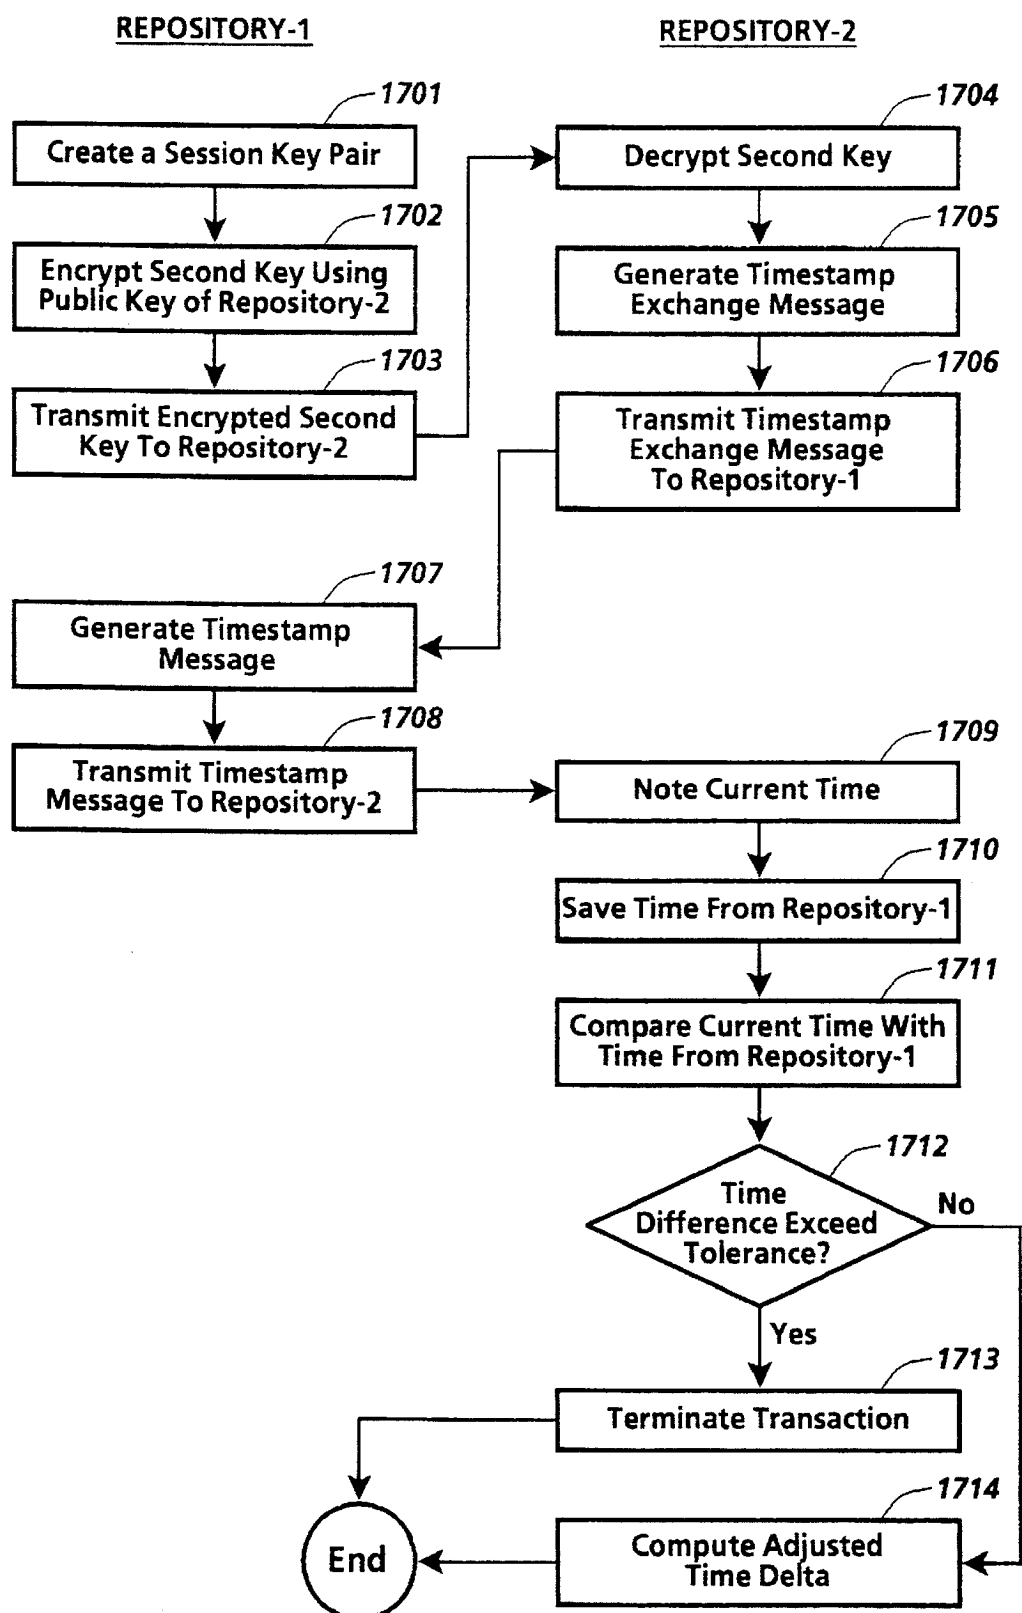 REPOSITORY-1
REPOSITORY-2
1701
Create a Session Key Pair
1702
Encrypt Second Key Using
Public Key of Repository-2
1703
Transmit Encrypted Second
Key To Repository-2
1704
Decrypt Second Key
1705
Generate Timestamp
Exchange Message
1706
Transmit Timestamp
Exchange Message
To Repository-1
1707
Generate Timestamp
Message
1708
Transmit Timestamp
Message To Repository-2
1709
Note Current Time
1710
Save Time From Repository-1
1711
Compare Current Time With
Time From Repository-1
1712
Time
Difference Exceed
Tolerance?
No
Yes
1713
Terminate Transaction
1714
Compute Adjusted
Time Delta
End